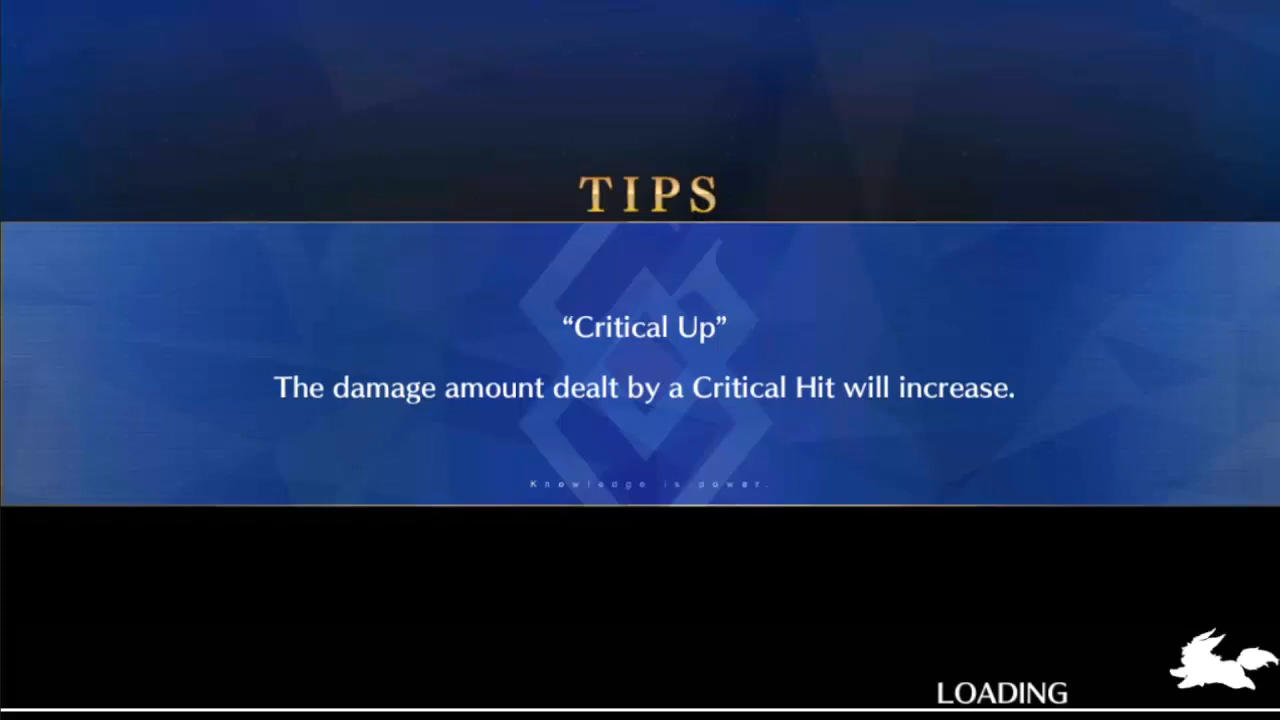 TIPS
“Critical Up”
The damage amount dealt by a Critical Hit will increase.
Knowledge is power.
LOADING